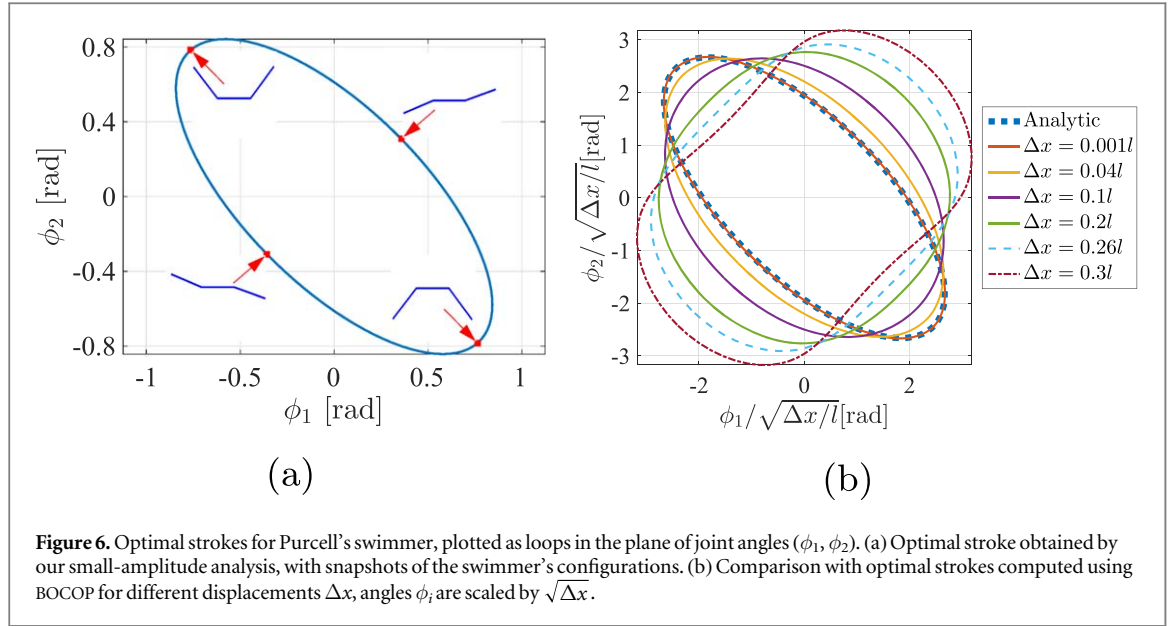 0.8
0.4
0
-0.4
-0.8
ϕ2 [rad]
-1
-0.5
0
0.5
1
ϕ1 [rad]
(a)
3
2
1
0
-1
-2
-3
ϕ2/√Δx/l[rad]
-2
0
2
ϕ1/√Δx/l[rad]
(b)
Analytic
Δx = 0.001l
Δx = 0.04l
Δx = 0.1l
Δx = 0.2l
Δx = 0.26l
Δx = 0.3l
Figure 6. Optimal strokes for Purcell's swimmer, plotted as loops in the plane of joint angles (ϕ1, ϕ2). (a) Optimal stroke obtained by
our small-amplitude analysis, with snapshots of the swimmer's configurations. (b) Comparison with optimal strokes computed using
BOCOP for different displacements Δx, angles ϕi are scaled by √Δx.